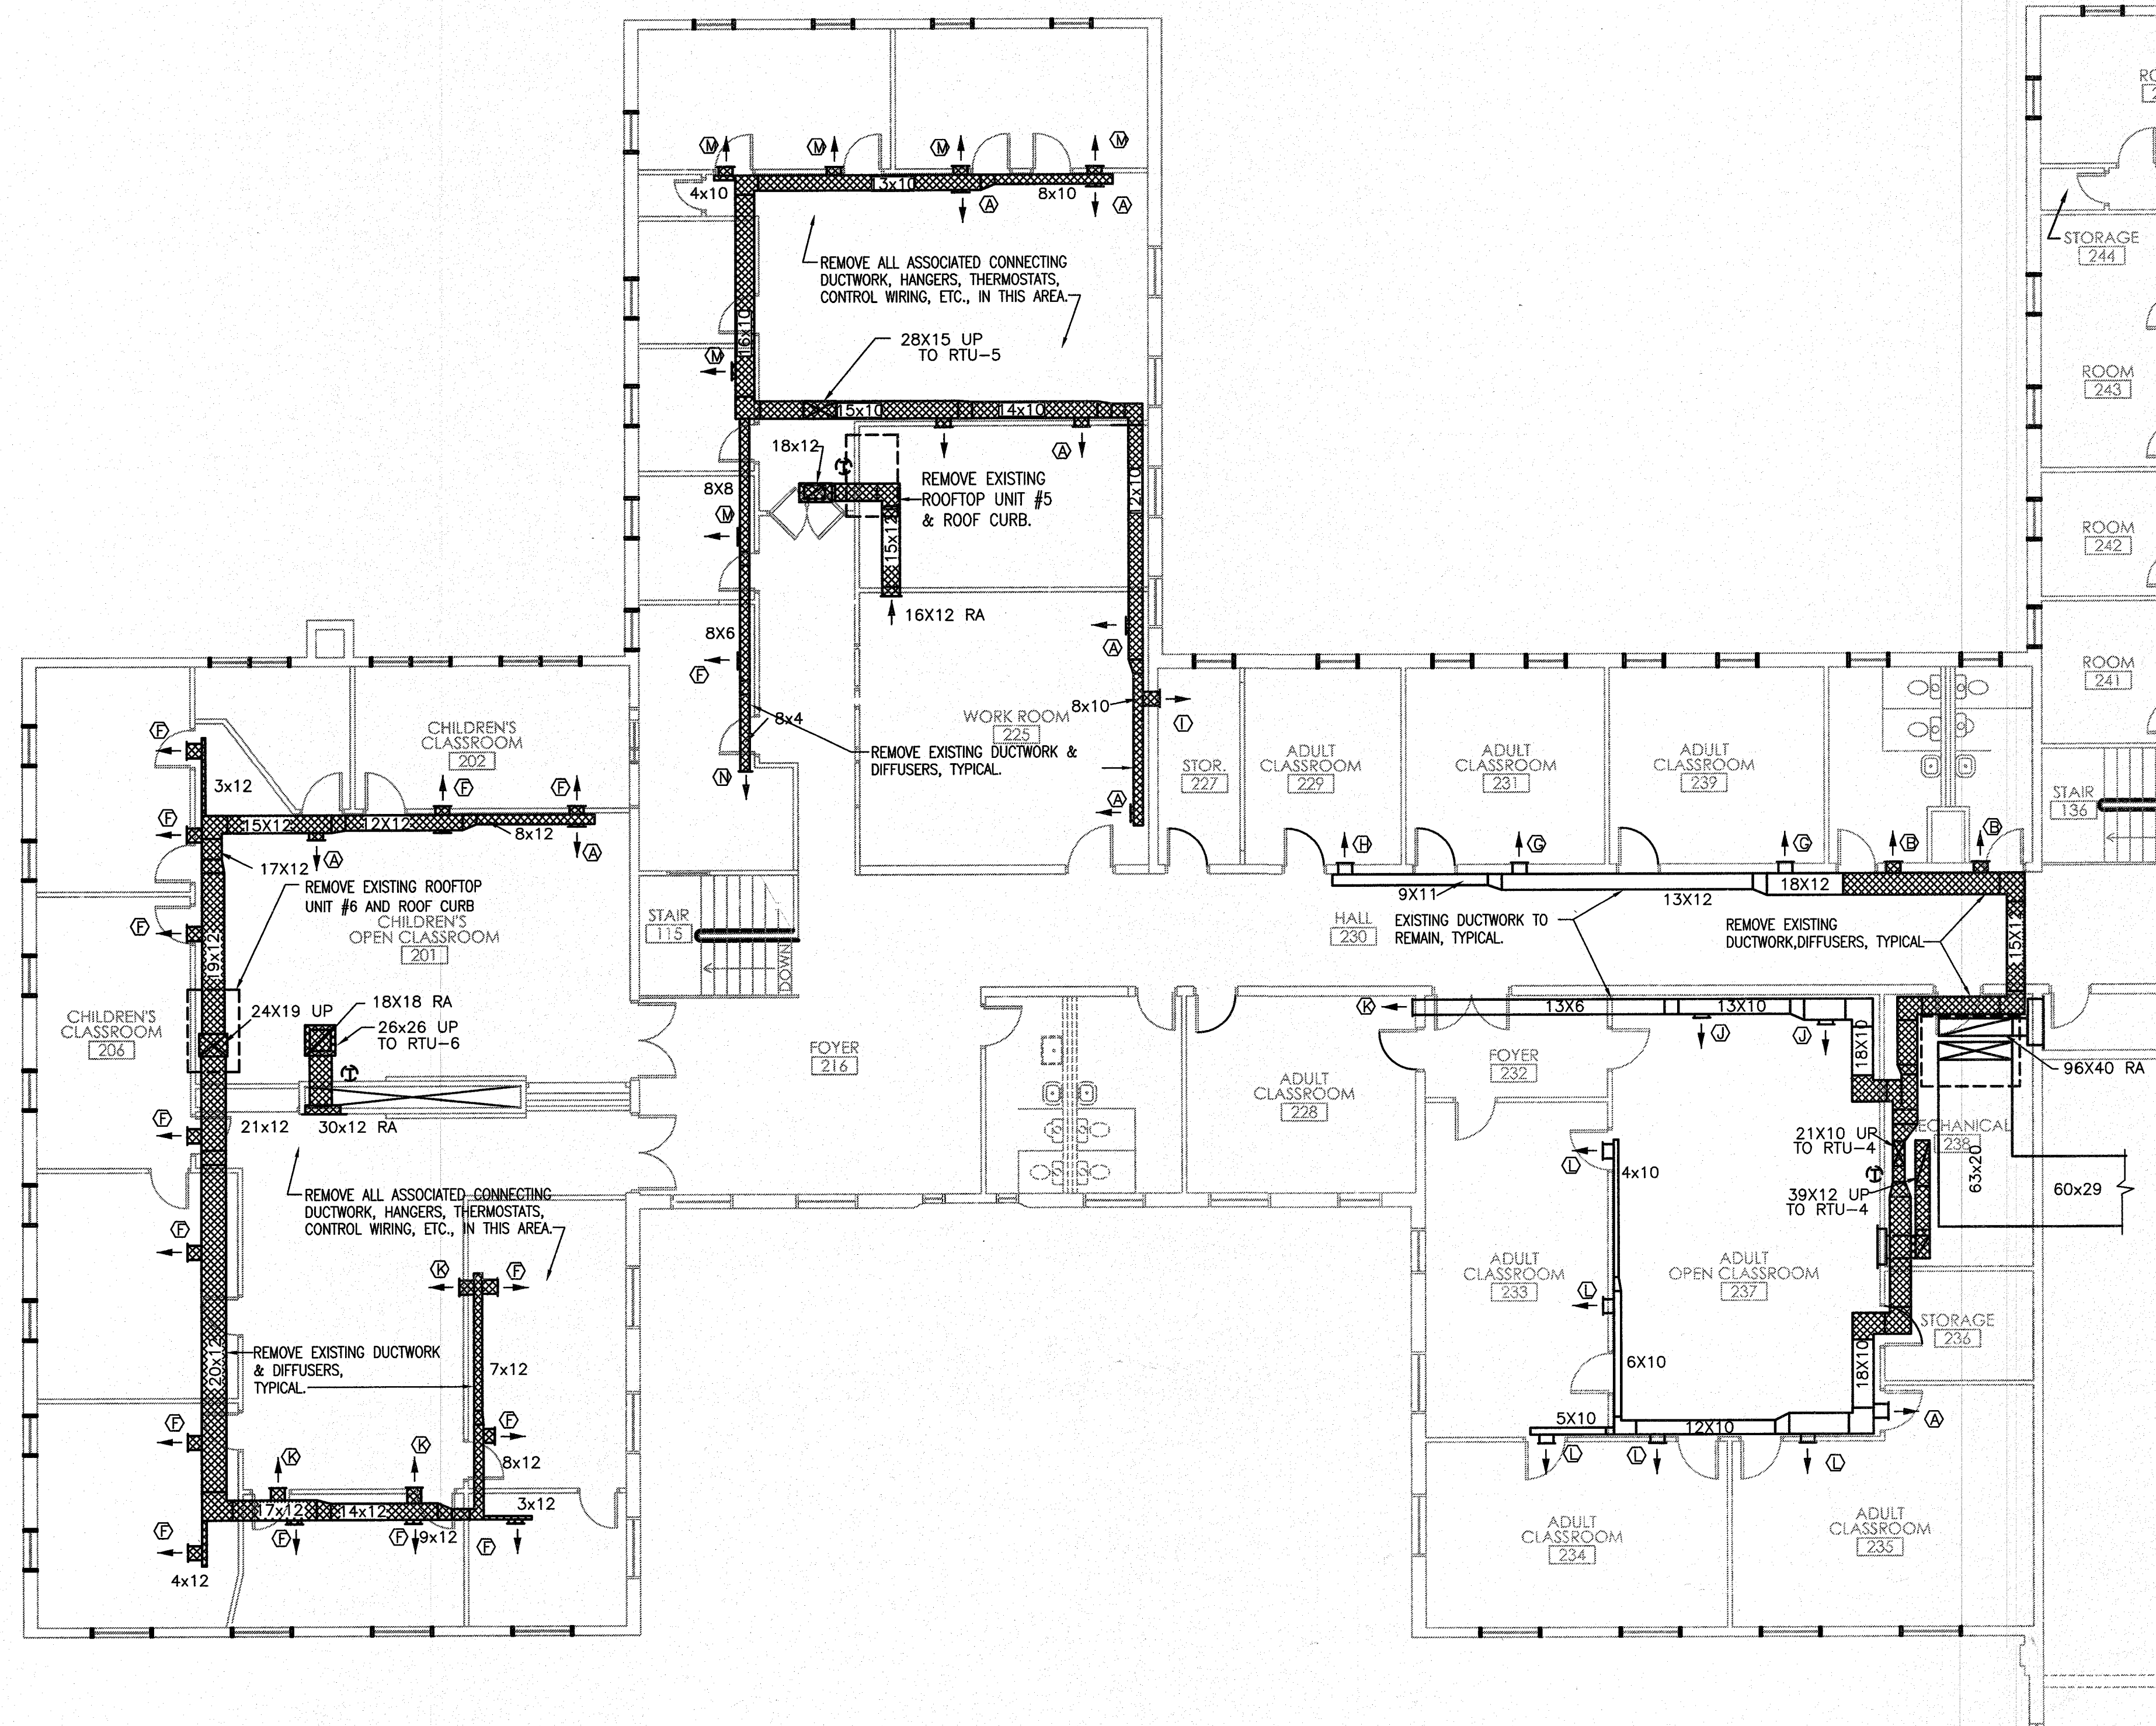 M
M
M
M
4x10
13x10
8x10
A
A
REMOVE ALL ASSOCIATED CONNECTING
DUCTWORK, HANGERS, THERMOSTATS,
CONTROL WIRING, ETC., IN THIS AREA.
16x10
28X15 UP
TO RTU-5
M
15x10
14x10
18x12
T
A
REMOVE EXISTING
ROOFTOP UNIT #5
& ROOF CURB.
8X8
M
15x12
2x10
16X12 RA
8X6
F
A
8x10
I
WORK ROOM
225
8x4
REMOVE EXISTING DUCTWORK &
DIFFUSERS, TYPICAL.
N
A
STORAGE
244
ROOM
243
ROOM
242
ROOM
241
STAIR
136
F
CHILDREN'S
CLASSROOM
202
3x12
F
F
F
15X12
12X12
8x12
A
A
17X12
REMOVE EXISTING ROOFTOP
UNIT #6 AND ROOF CURB
CHILDREN'S
OPEN CLASSROOM
201
F
19x12
24X19 UP
18X18 RA
26x26 UP
TO RTU-6
T
CHILDREN'S
CLASSROOM
206
F
21x12
30x12 RA
REMOVE ALL ASSOCIATED CONNECTING
DUCTWORK, HANGERS, THERMOSTATS,
CONTROL WIRING, ETC., IN THIS AREA.
F
K
F
REMOVE EXISTING DUCTWORK
& DIFFUSERS,
TYPICAL.
20x12
7x12
F
K
K
F
8x12
17x12
14x12
3x12
F
F
F
9x12
F
4x12
STAIR
115
DOWN
FOYER
216
STOR.
227
ADULT
CLASSROOM
229
ADULT
CLASSROOM
231
ADULT
CLASSROOM
239
H
G
G
B
B
9X11
13X12
18X12
HALL
230
EXISTING DUCTWORK TO
REMAIN, TYPICAL.
REMOVE EXISTING
DUCTWORK,DIFFUSERS, TYPICAL
15X12
K
13X6
13X10
J
J
18X10
FOYER
232
ADULT
CLASSROOM
228
96X40 RA
MECHANICAL
238
21X10 UP
TO RTU-4
T
39X12 UP
TO RTU-4
63x20
60x29
L
4x10
ADULT
CLASSROOM
233
L
ADULT
OPEN CLASSROOM
237
STORAGE
236
6X10
18X10
5X10
12X10
A
L
L
L
ADULT
CLASSROOM
234
ADULT
CLASSROOM
235